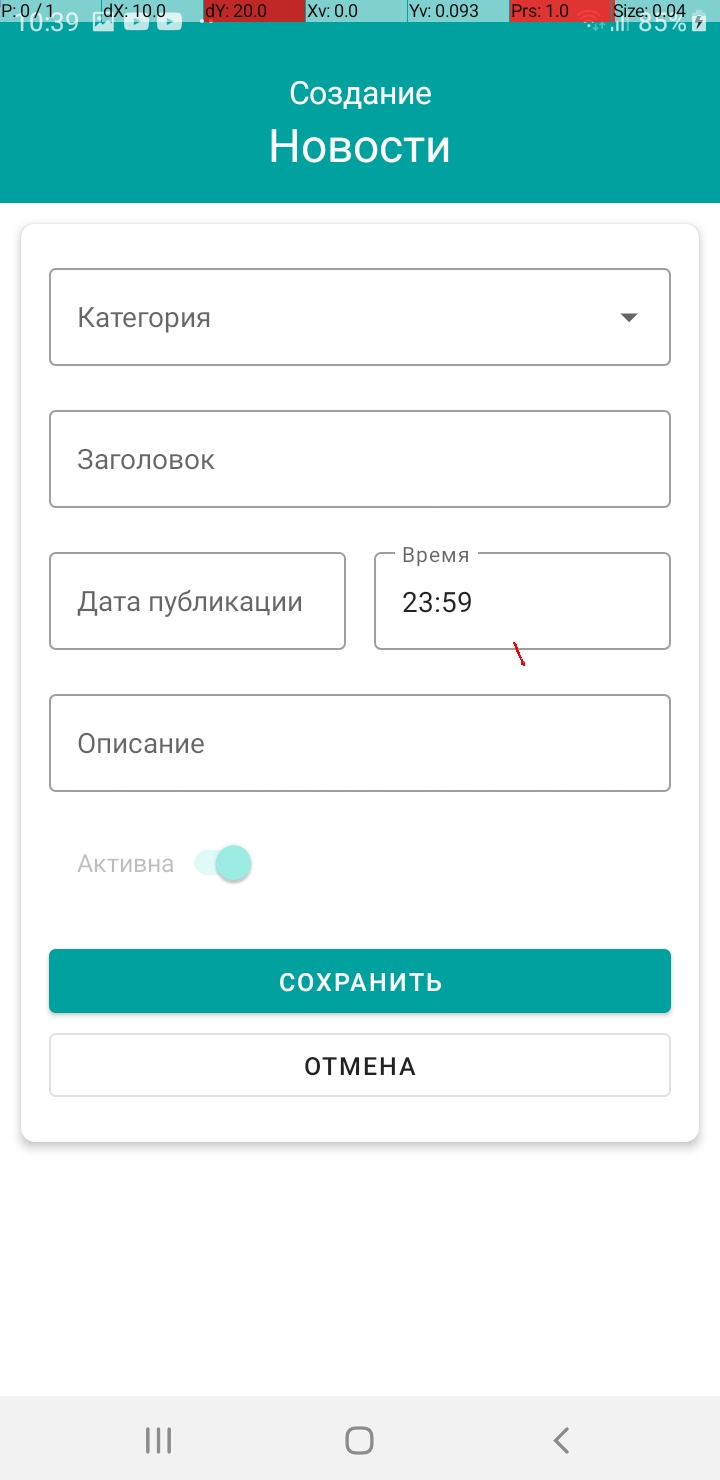 P: 0 / 1 dX: 10.0 dY: 20.0 Xv: 0.0 Yv: 0.093 Prs: 1.0 Size: 0.04
10:39 85%
Создание
Новости
Категория
Заголовок
Дата публикации
Время
23:59
Описание
Активна
СОХРАНИТЬ
ОТМЕНА